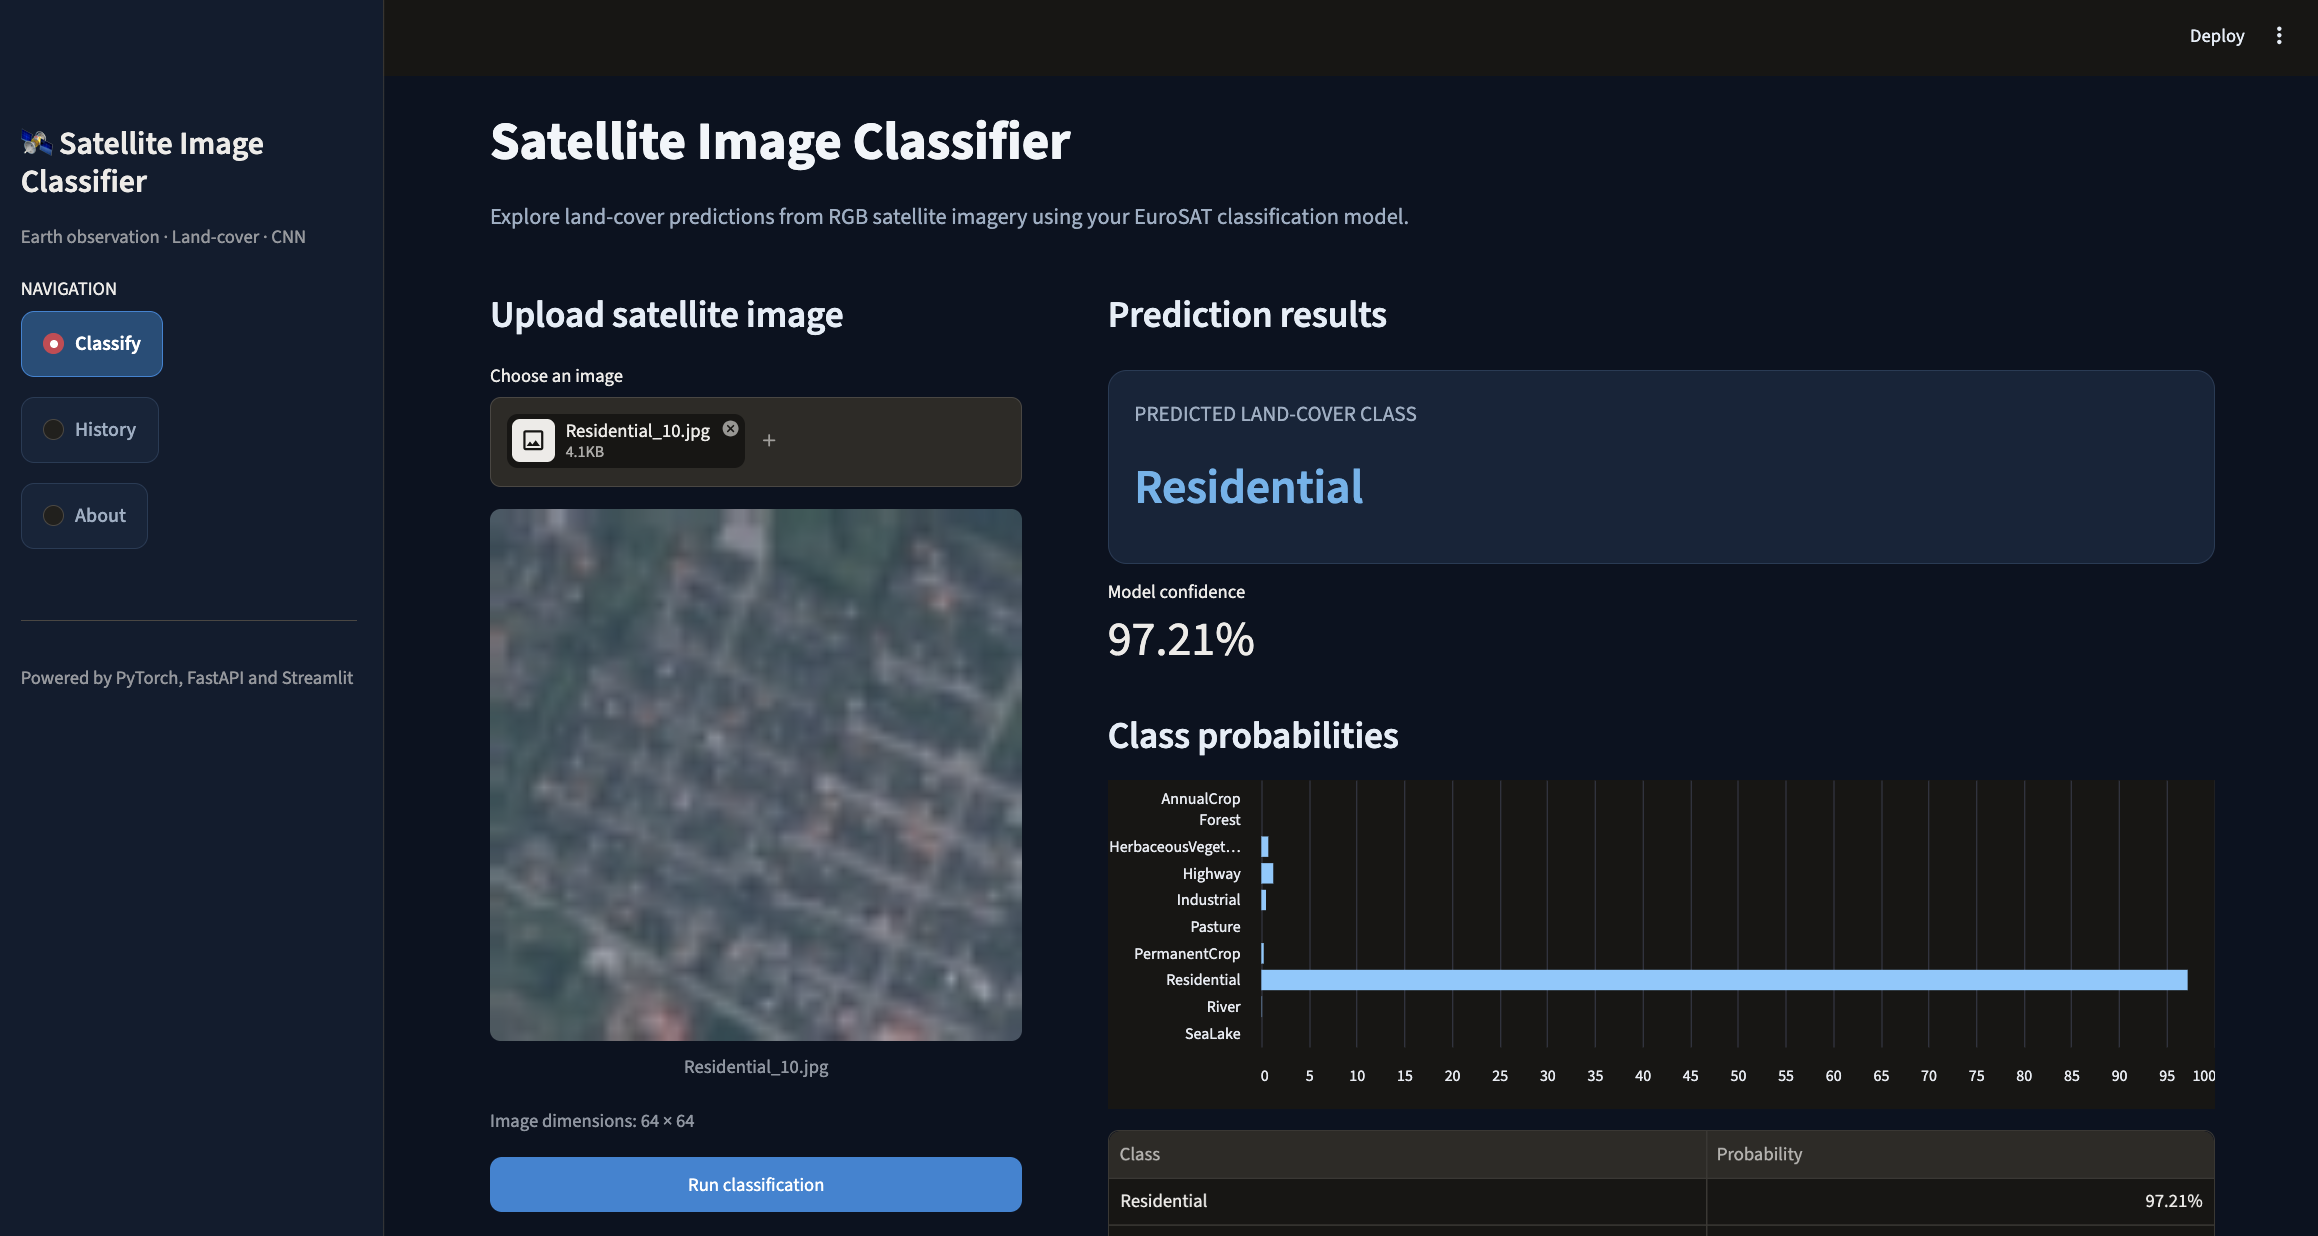 Deploy
Satellite Image
Classifier
Earth observation · Land-cover · CNN
NAVIGATION
Classify
History
About
Powered by PyTorch, FastAPI and Streamlit
Satellite Image Classifier
Explore land-cover predictions from RGB satellite imagery using your EuroSAT classification model.
Upload satellite image
Choose an image
Residential_10.jpg
4.1KB
Residential_10.jpg
Image dimensions: 64 × 64
Run classification
Prediction results
PREDICTED LAND-COVER CLASS
Residential
Model confidence
97.21%
Class probabilities
AnnualCrop
Forest
HerbaceousVeget…
Highway
Industrial
Pasture
PermanentCrop
Residential
River
SeaLake
0 5 10 15 20 25 30 35 40 45 50 55 60 65 70 75 80 85 90 95 100
Class Probability
Residential 97.21%